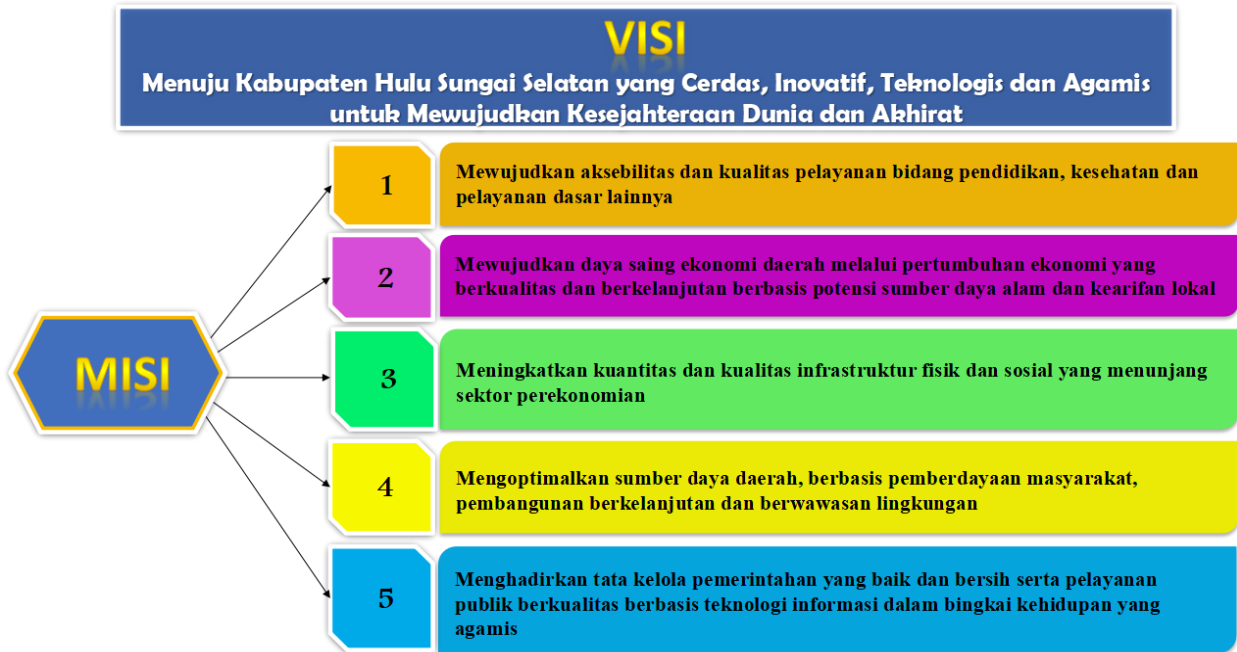 VISI
Menuju Kabupaten Hulu Sungai Selatan yang Cerdas, Inovatif, Teknologis dan Agamis
untuk Mewujudkan Kesejahteraan Dunia dan Akhirat
MISI
1
Mewujudkan aksebilitas dan kualitas pelayanan bidang pendidikan, kesehatan dan
pelayanan dasar lainnya
2
Mewujudkan daya saing ekonomi daerah melalui pertumbuhan ekonomi yang
berkualitas dan berkelanjutan berbasis potensi sumber daya alam dan kearifan lokal
3
Meningkatkan kuantitas dan kualitas infrastruktur fisik dan sosial yang menunjang
sektor perekonomian
4
Mengoptimalkan sumber daya daerah, berbasis pemberdayaan masyarakat,
pembangunan berkelanjutan dan berwawasan lingkungan
5
Menghadirkan tata kelola pemerintahan yang baik dan bersih serta pelayanan
publik berkualitas berbasis teknologi informasi dalam bingkai kehidupan yang
agamis